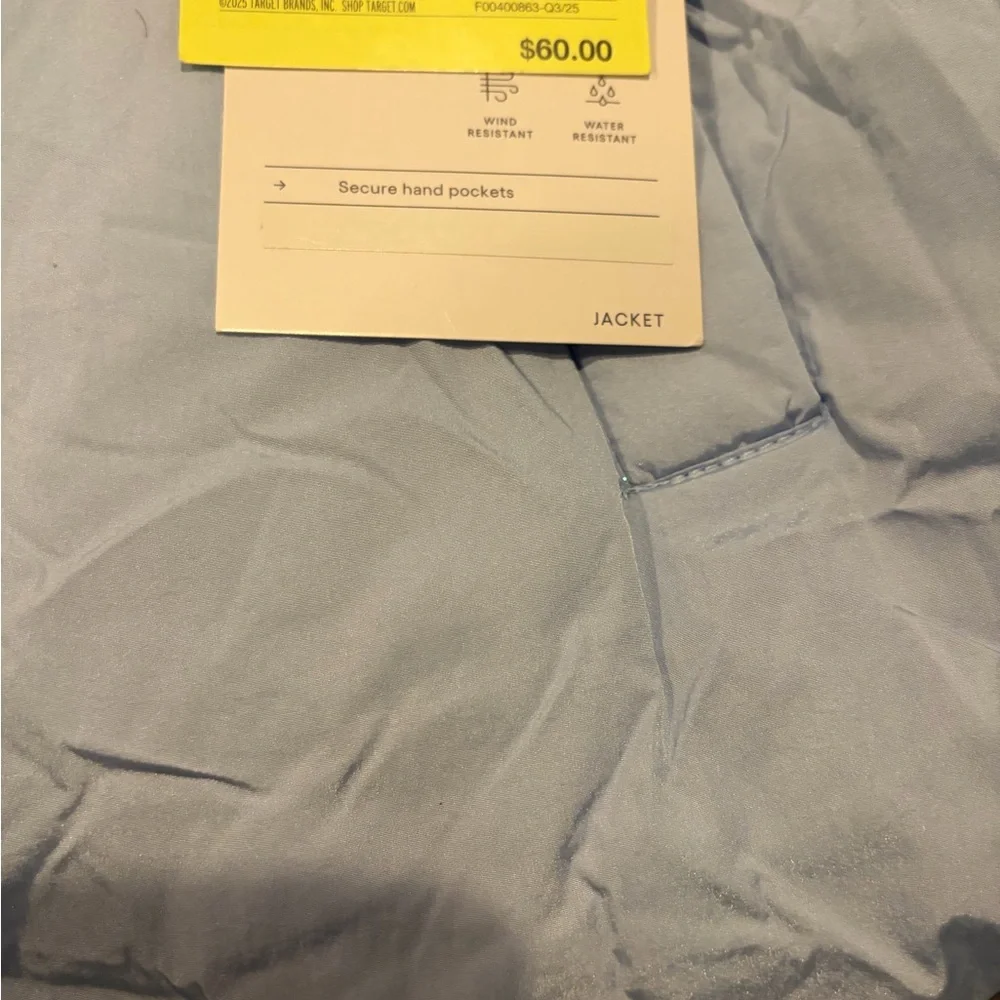 ©2025 TARGET BRANDS, INC. SHOP TARGET.COM
F00400863-Q3/25
$60.00
WIND RESISTANT
WATER RESISTANT
→ Secure hand pockets
JACKET